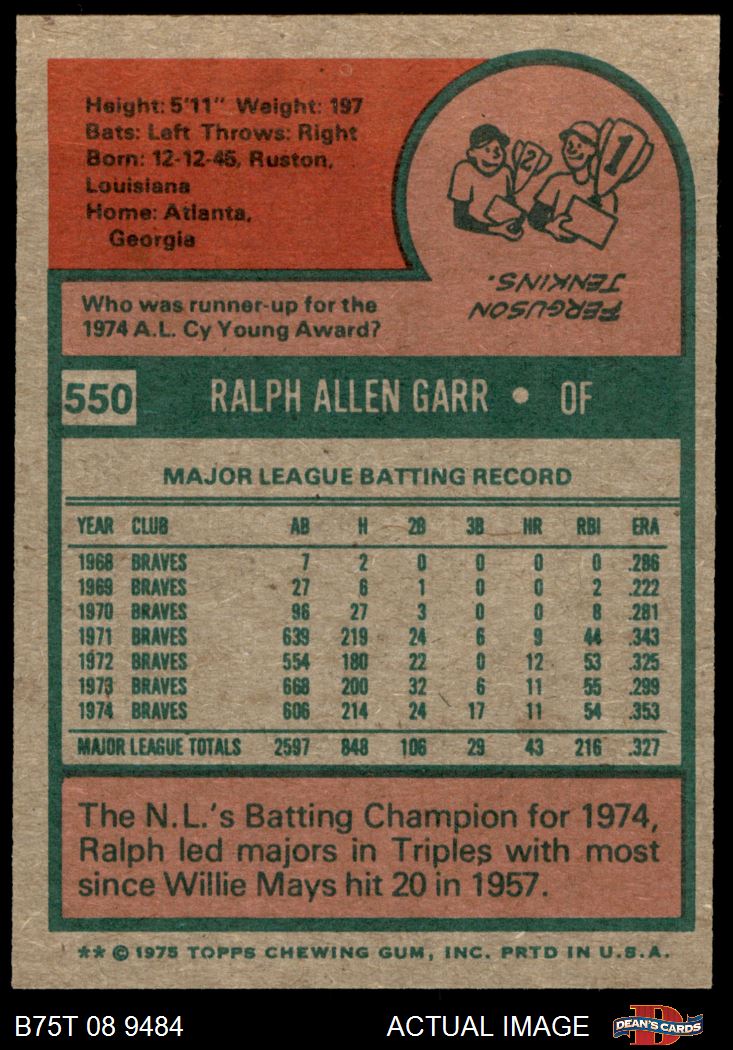 Height: 5'11" Weight: 197
Bats: Left Throws: Right
Born: 12-12-45, Ruston,
Louisiana
Home: Atlanta,
Georgia
2
1
FERGUSON
JENKINS.
Who was runner-up for the
1974 A.L. Cy Young Award?
550 RALPH ALLEN GARR • OF
MAJOR LEAGUE BATTING RECORD
YEAR CLUB AB H 2B 3B HR RBI ERA
1968 BRAVES 7 2 0 0 0 0 .286
1969 BRAVES 27 6 1 0 0 2 .222
1970 BRAVES 96 27 3 0 0 8 .281
1971 BRAVES 639 219 24 6 9 44 .343
1972 BRAVES 554 180 22 0 12 53 .325
1973 BRAVES 668 200 32 6 11 55 .299
1974 BRAVES 606 214 24 17 11 54 .353
MAJOR LEAGUE TOTALS 2597 848 106 29 43 216 .327
The N.L.'s Batting Champion for 1974,
Ralph led majors in Triples with most
since Willie Mays hit 20 in 1957.
** © 1975 TOPPS CHEWING GUM, INC. PRTD IN U.S.A.
B75T 08 9484 ACTUAL IMAGE DEAN'S CARDS